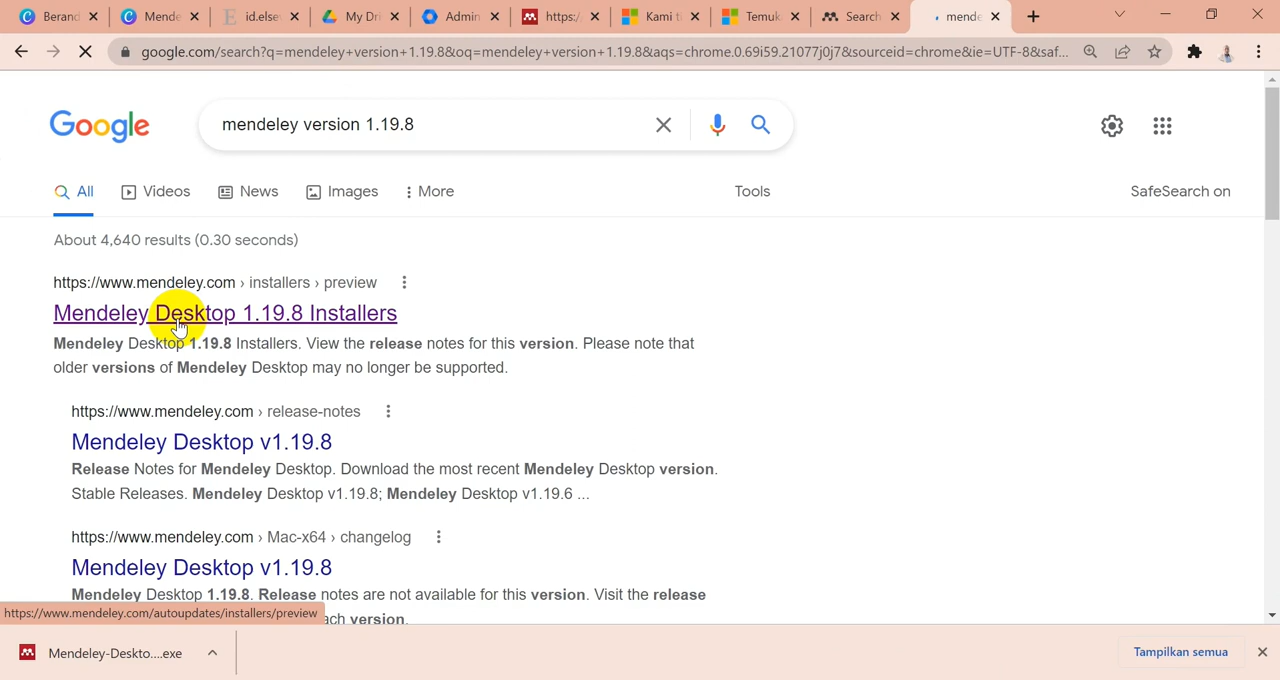 Beran
Mende
id.else
My Dri
Admin
https:/
Kami t
Temuk
Search
mende
google.com/search?q=mendeley+version+1.19.8&oq=mendeley+version+1.19.8&aqs=chrome.0.69i59.21077j0j7&sourceid=chrome&ie=UTF-8&saf...
Google
mendeley version 1.19.8
All
Videos
News
Images
More
Tools
SafeSearch on
About 4,640 results (0.30 seconds)
https://www.mendeley.com › installers › preview
Mendeley Desktop 1.19.8 Installers
Mendeley Desktop 1.19.8 Installers. View the release notes for this version. Please note that
older versions of Mendeley Desktop may no longer be supported.
https://www.mendeley.com › release-notes
Mendeley Desktop v1.19.8
Release Notes for Mendeley Desktop. Download the most recent Mendeley Desktop version.
Stable Releases. Mendeley Desktop v1.19.8; Mendeley Desktop v1.19.6 ...
https://www.mendeley.com › Mac-x64 › changelog
Mendeley Desktop v1.19.8
Mendeley Desktop 1.19.8. Release notes are not available for this version. Visit the release
ach version.
https://www.mendeley.com/autoupdates/installers/preview
Mendeley-Deskto....exe
Tampilkan semua